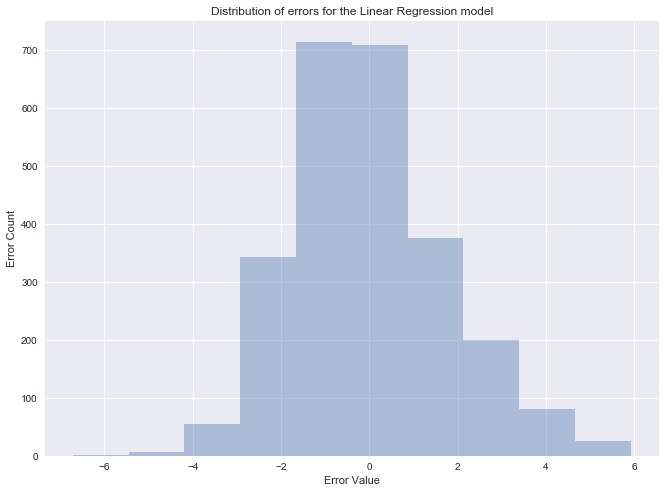 Distribution of errors for the Linear Regression model
700
600
500
400
300
200
100
0
Error Count
−6 −4 −2 0 2 4 6
Error Value